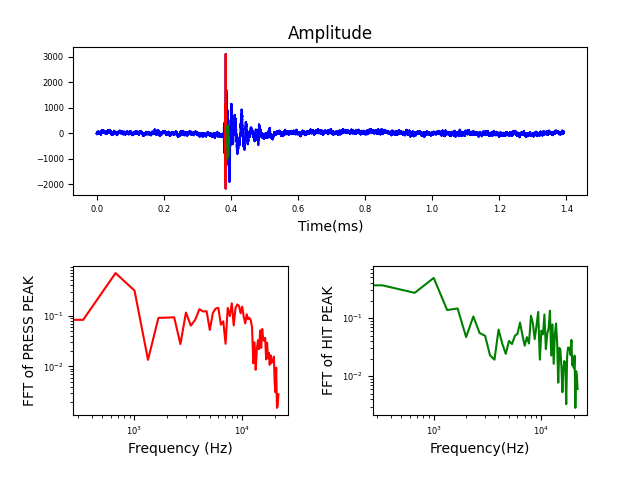 Amplitude
3000
2000
1000
0
−1000
−2000
0.0 0.2 0.4 0.6 0.8 1.0 1.2 1.4
Time(ms)
FFT of PRESS PEAK
10⁻¹
10⁻²
10³ 10⁴
Frequency (Hz)
FFT of HIT PEAK
10⁻¹
10⁻²
10³ 10⁴
Frequency(Hz)